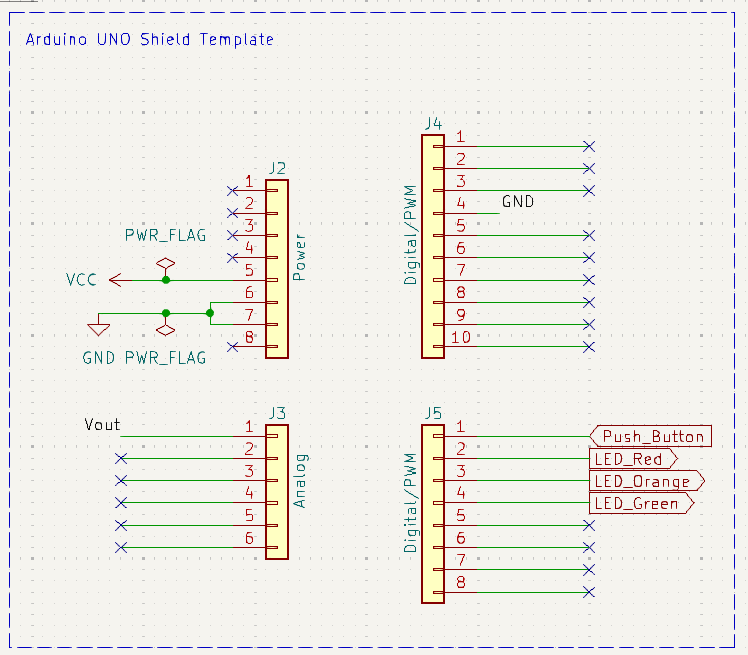 Arduino UNO Shield Template
J2
1
2
3
4
5
6
7
8
Power
PWR_FLAG
VCC
GND PWR_FLAG
J4
1
2
3
4
5
6
7
8
9
10
Digital/PWM
GND
J3
1
2
3
4
5
6
Analog
Vout
J5
1
2
3
4
5
6
7
8
Digital/PWM
Push_Button
LED_Red
LED_Orange
LED_Green